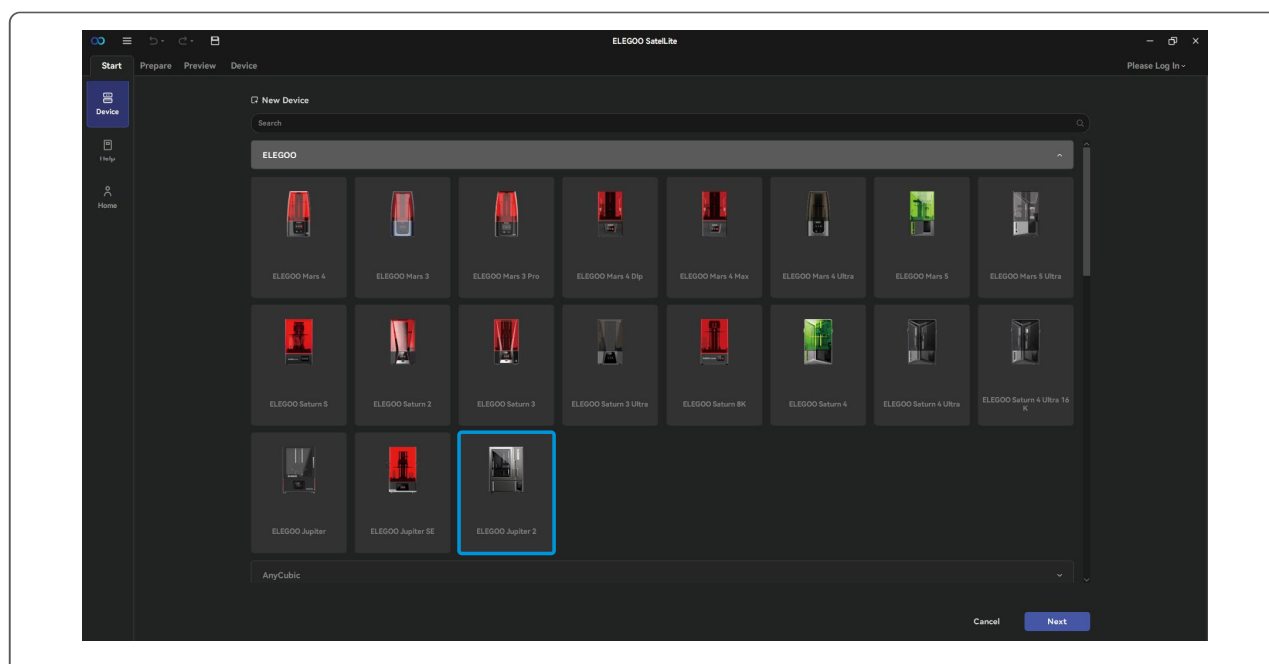 ELEGOO SatelLite
Start Prepare Preview Device Please Log In
Device
Help
Home
New Device
Search
ELEGOO
ELEGOO Mars 4 ELEGOO Mars 3 ELEGOO Mars 3 Pro ELEGOO Mars 4 Dlp ELEGOO Mars 4 Max ELEGOO Mars 4 Ultra ELEGOO Mars 5 ELEGOO Mars 5 Ultra
ELEGOO Saturn S ELEGOO Saturn 2 ELEGOO Saturn 3 ELEGOO Saturn 3 Ultra ELEGOO Saturn 8K ELEGOO Saturn 4 ELEGOO Saturn 4 Ultra ELEGOO Saturn 4 Ultra 16
K
ELEGOO Jupiter ELEGOO Jupiter SE ELEGOO Jupiter 2
AnyCubic
Cancel Next